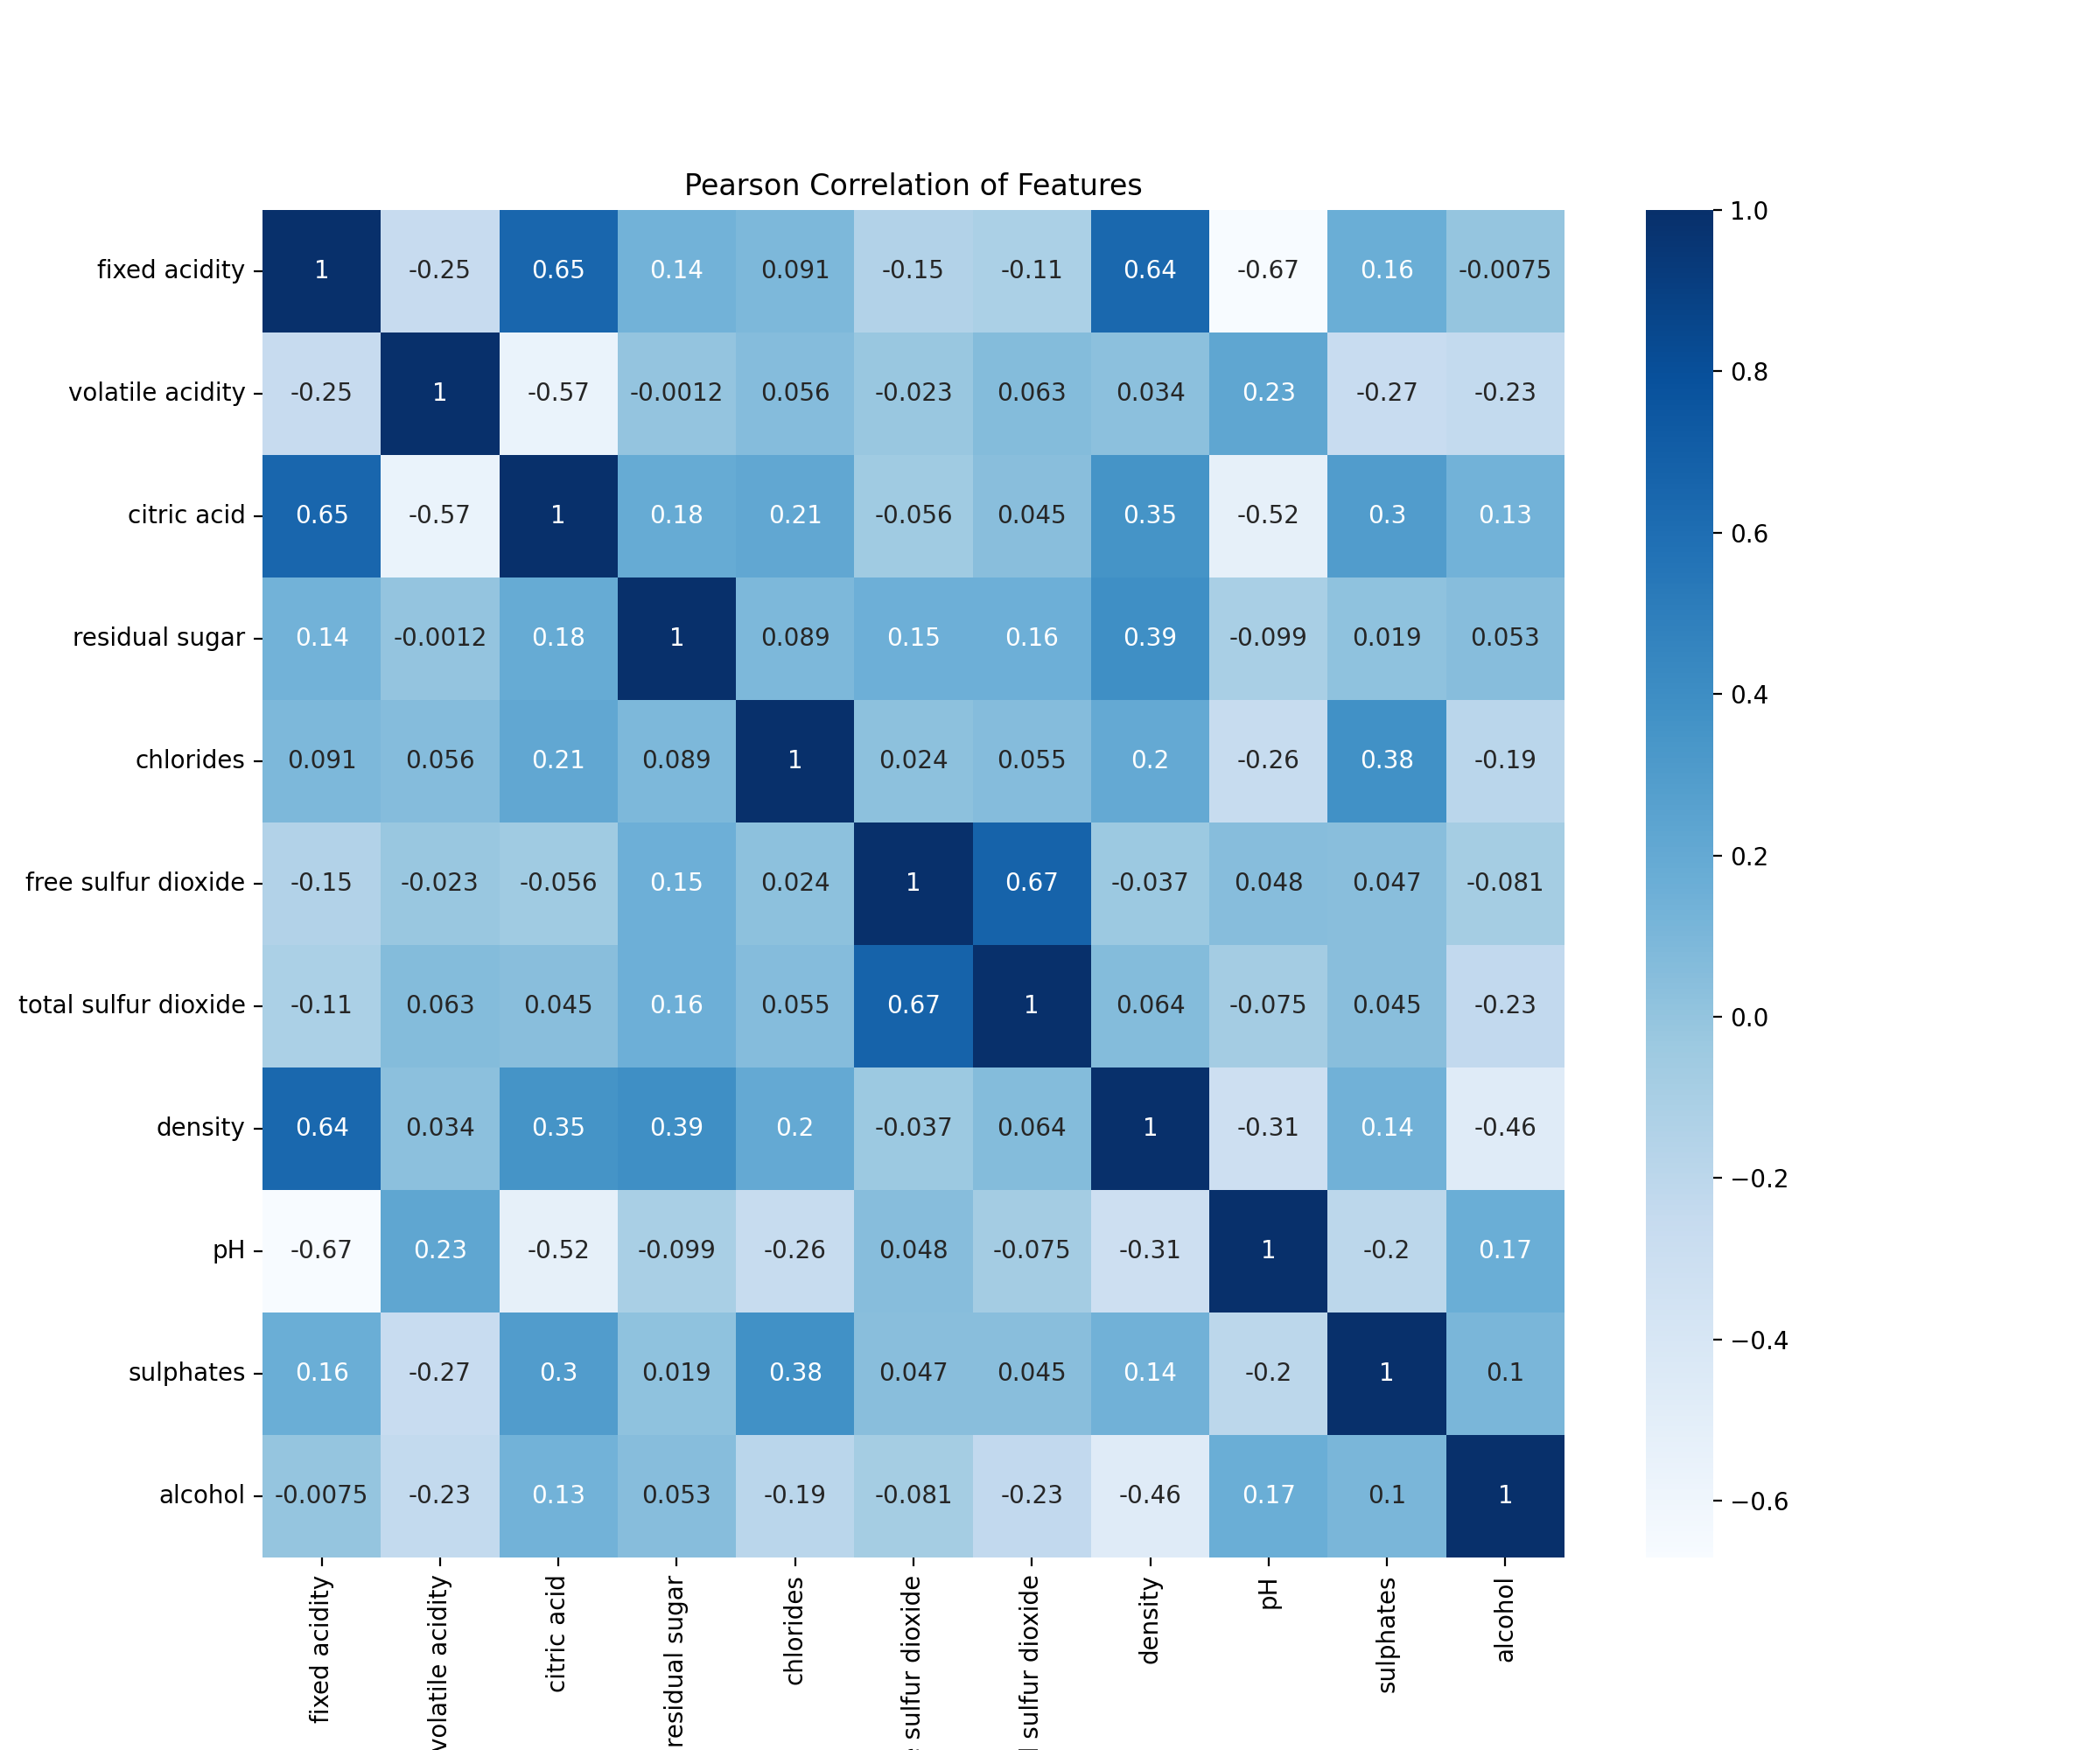 Pearson Correlation of Features
fixed acidity 1 -0.25 0.65 0.14 0.091 -0.15 -0.11 0.64 -0.67 0.16 -0.0075
volatile acidity -0.25 1 -0.57 -0.0012 0.056 -0.023 0.063 0.034 0.23 -0.27 -0.23
citric acid 0.65 -0.57 1 0.18 0.21 -0.056 0.045 0.35 -0.52 0.3 0.13
residual sugar 0.14 -0.0012 0.18 1 0.089 0.15 0.16 0.39 -0.099 0.019 0.053
chlorides 0.091 0.056 0.21 0.089 1 0.024 0.055 0.2 -0.26 0.38 -0.19
free sulfur dioxide -0.15 -0.023 -0.056 0.15 0.024 1 0.67 -0.037 0.048 0.047 -0.081
total sulfur dioxide -0.11 0.063 0.045 0.16 0.055 0.67 1 0.064 -0.075 0.045 -0.23
density 0.64 0.034 0.35 0.39 0.2 -0.037 0.064 1 -0.31 0.14 -0.46
pH -0.67 0.23 -0.52 -0.099 -0.26 0.048 -0.075 -0.31 1 -0.2 0.17
sulphates 0.16 -0.27 0.3 0.019 0.38 0.047 0.045 0.14 -0.2 1 0.1
alcohol -0.0075 -0.23 0.13 0.053 -0.19 -0.081 -0.23 -0.46 0.17 0.1 1
fixed acidity
volatile acidity
citric acid
residual sugar
chlorides
sulfur dioxide
sulfur dioxide
density
pH
sulphates
alcohol
1.0
0.8
0.6
0.4
0.2
0.0
−0.2
−0.4
−0.6